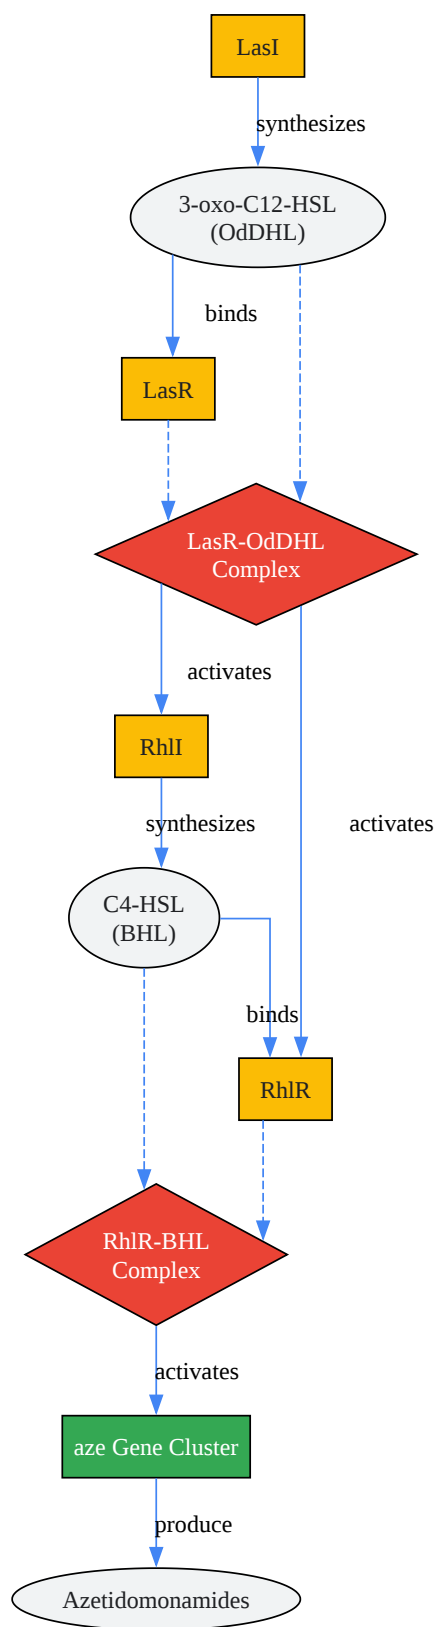 LasI
synthesizes
3-oxo-C12-HSL
(OdDHL)
binds
LasR
LasR-OdDHL
Complex
activates
RhlI
synthesizes
activates
C4-HSL
(BHL)
binds
RhlR
RhlR-BHL
Complex
activates
aze Gene Cluster
produce
Azetidomonamides